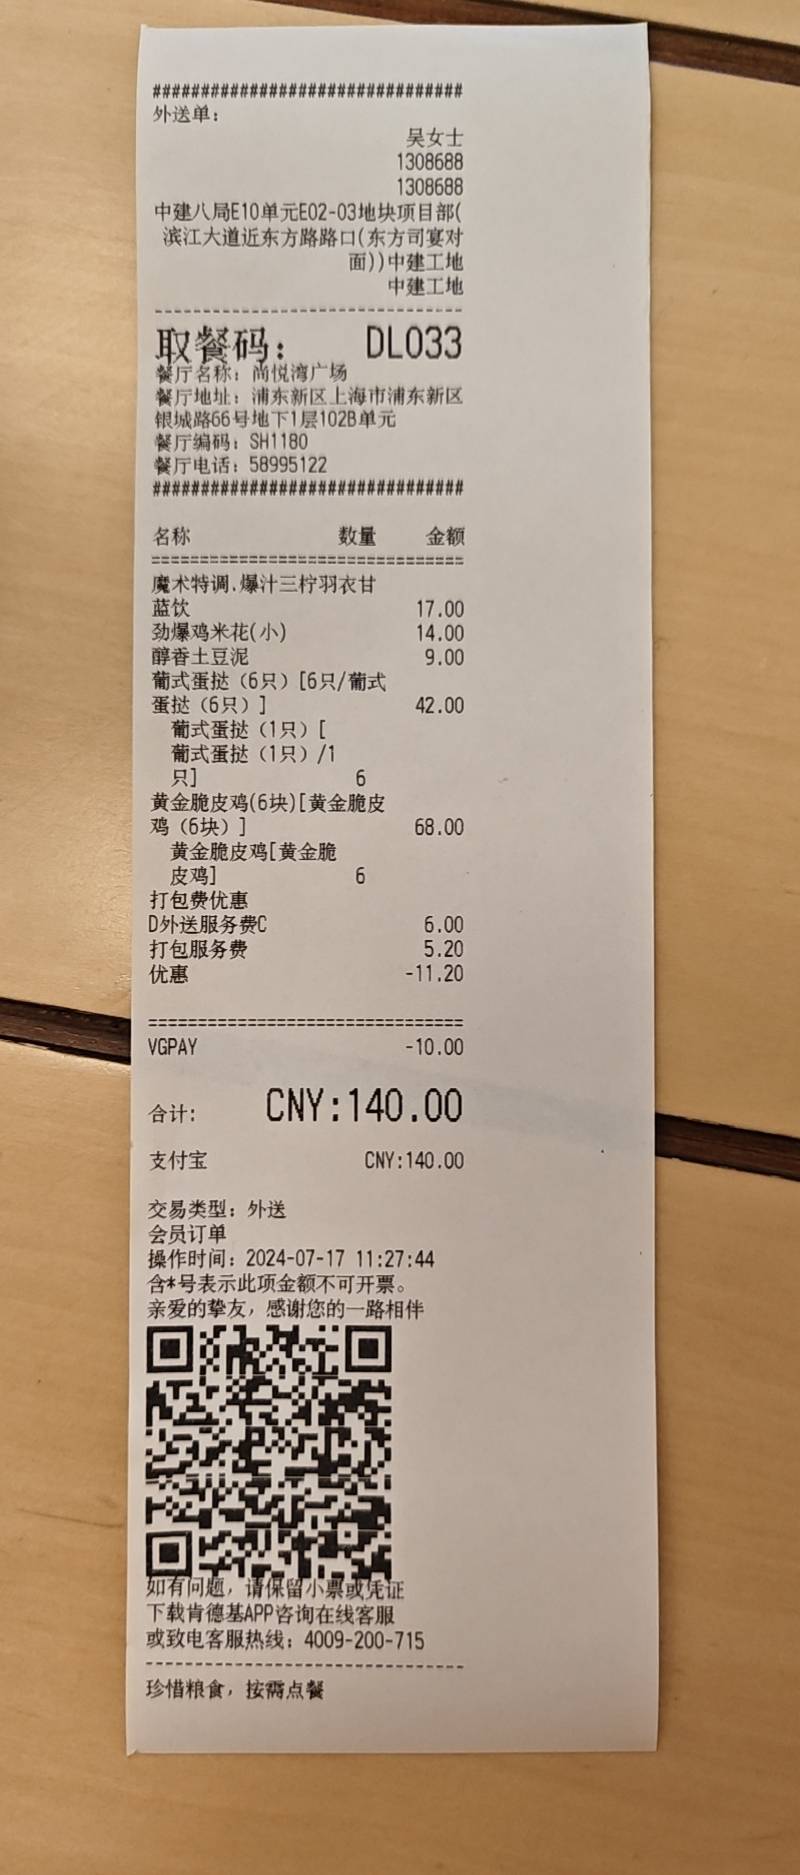 ################################
外送单：
吴女士
1308688
1308688
中建八局E10单元E02-03地块项目部(
滨江大道近东方路路口(东方司宴对
面))中建工地
中建工地
--------------------------------
取餐码： DL033
餐厅名称：尚悦湾广场
餐厅地址：浦东新区上海市浦东新区
银城路66号地下1层102B单元
餐厅编码：SH1180
餐厅电话：58995122
################################
名称 数量 金额
================================
魔术特调.爆汁三柠羽衣甘
蓝饮 17.00
劲爆鸡米花(小) 14.00
醇香土豆泥 9.00
葡式蛋挞（6只）[6只/葡式
蛋挞（6只）] 42.00
葡式蛋挞（1只）[
葡式蛋挞（1只）/1
只] 6
黄金脆皮鸡(6块)[黄金脆皮
鸡（6块）] 68.00
黄金脆皮鸡[黄金脆
皮鸡] 6
打包费优惠
D外送服务费C 6.00
打包服务费 5.20
优惠 -11.20
================================
VGPAY -10.00
合计: CNY:140.00
支付宝 CNY:140.00
交易类型：外送
会员订单
操作时间：2024-07-17 11:27:44
含*号表示此项金额不可开票。
亲爱的挚友，感谢您的一路相伴
如有问题，请保留小票或凭证
下载肯德基APP咨询在线客服
或致电客服热线：4009-200-715
--------------------------------
珍惜粮食，按需点餐